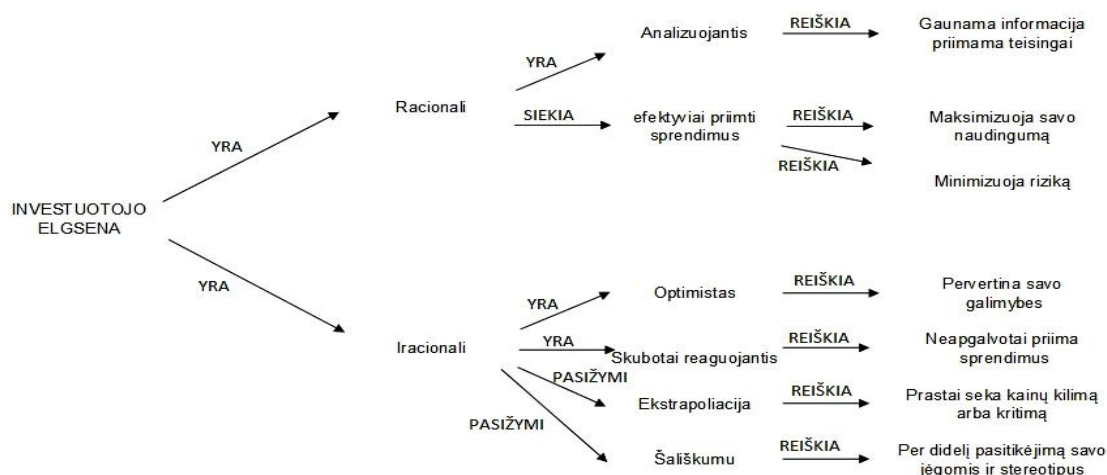 REIŠKIA
Analizuojantis
Gaunama informacija
priimama teisingai
YRA
Racionali
SIEKIA
efektyviai priimti
sprendimus
REIŠKIA
Maksimizuoja savo
naudingumą
YRA
REIŠKIA
Minimizuoja riziką
INVESTUOTOJO
ELGSENA
YRA
YRA
Optimistas
REIŠKIA
Pervertina savo
galimybes
Iracionali
YRA
Skubotai reaguojantis
REIŠKIA
Neapgalvotai priima
sprendimus
PASIŽYMI
Ekstrapoliacija
REIŠKIA
Prastai seka kainų kilimą
arba kritimą
PASIŽYMI
Šališkumu
REIŠKIA
Per didelį pasitikėjimą savo
jėgomis ir stereotipus